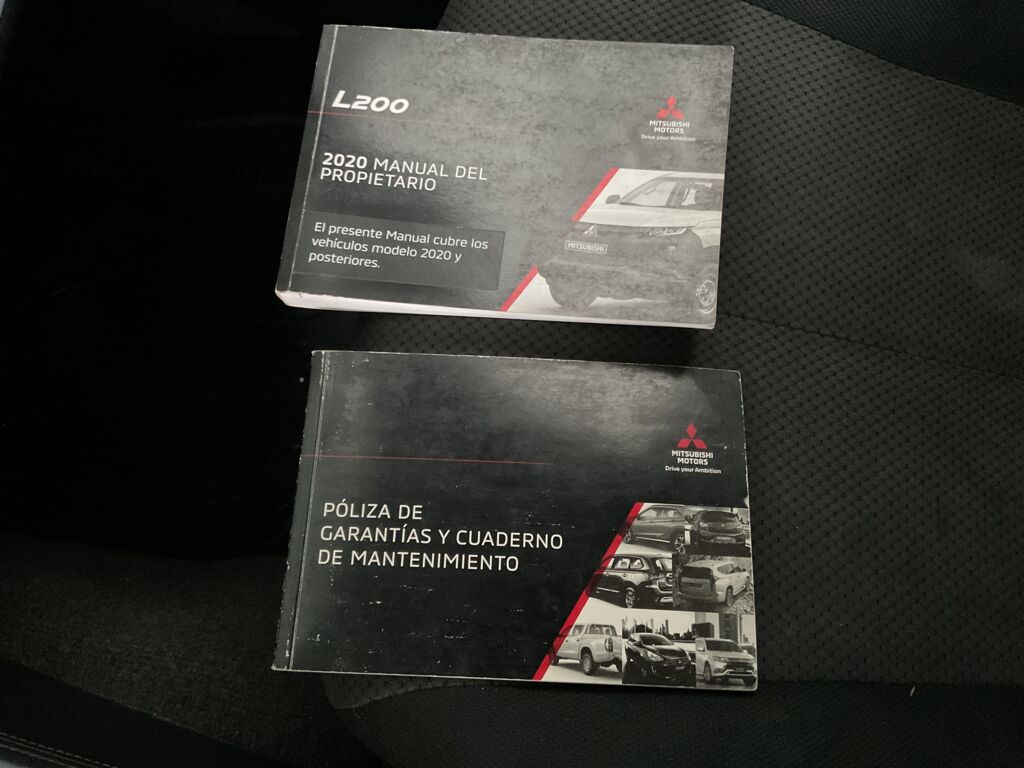 L200
MITSUBISHI
MOTORS
Drive your Ambition
2020 MANUAL DEL
PROPIETARIO
El presente Manual cubre los
vehículos modelo 2020 y
posteriores.
MITSUBISHI
MITSUBISHI
MOTORS
Drive your Ambition
PÓLIZA DE
GARANTÍAS Y CUADERNO
DE MANTENIMIENTO